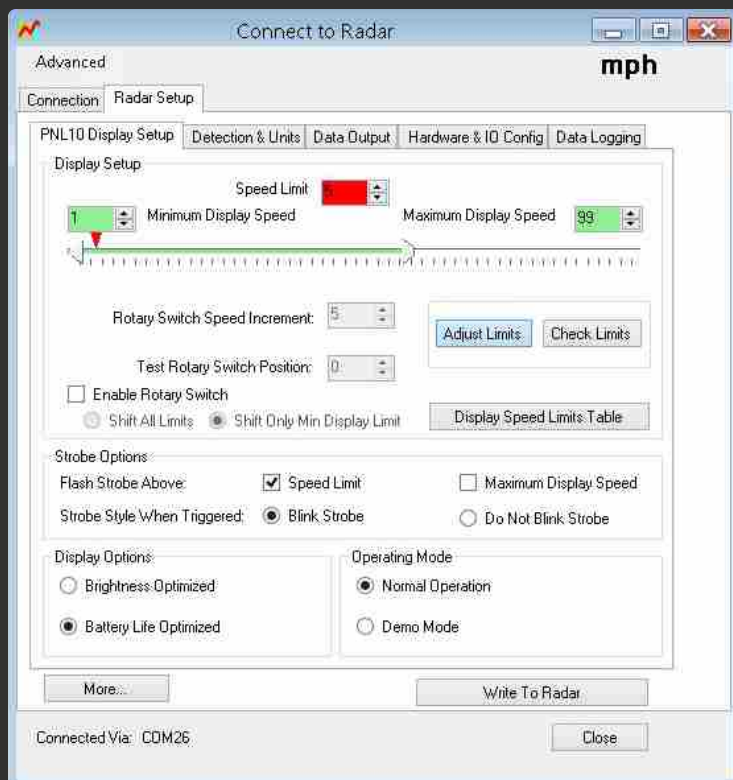 Connect to Radar
Advanced
mph
Connection Radar Setup
PNL10 Display Setup Detection & Units Data Output Hardware & IO Config Data Logging
Display Setup
Speed Limit 5
1 Minimum Display Speed Maximum Display Speed 99
Rotary Switch Speed Increment: 5
Adjust Limits Check Limits
Test Rotary Switch Position: 0
Enable Rotary Switch
Shift All Limits Shift Only Min Display Limit Display Speed Limits Table
Strobe Options
Flash Strobe Above: Speed Limit Maximum Display Speed
Strobe Style When Triggered: Blink Strobe Do Not Blink Strobe
Display Options Operating Mode
Brightness Optimized Normal Operation
Battery Life Optimized Demo Mode
More... Write To Radar
Connected Via: COM26 Close